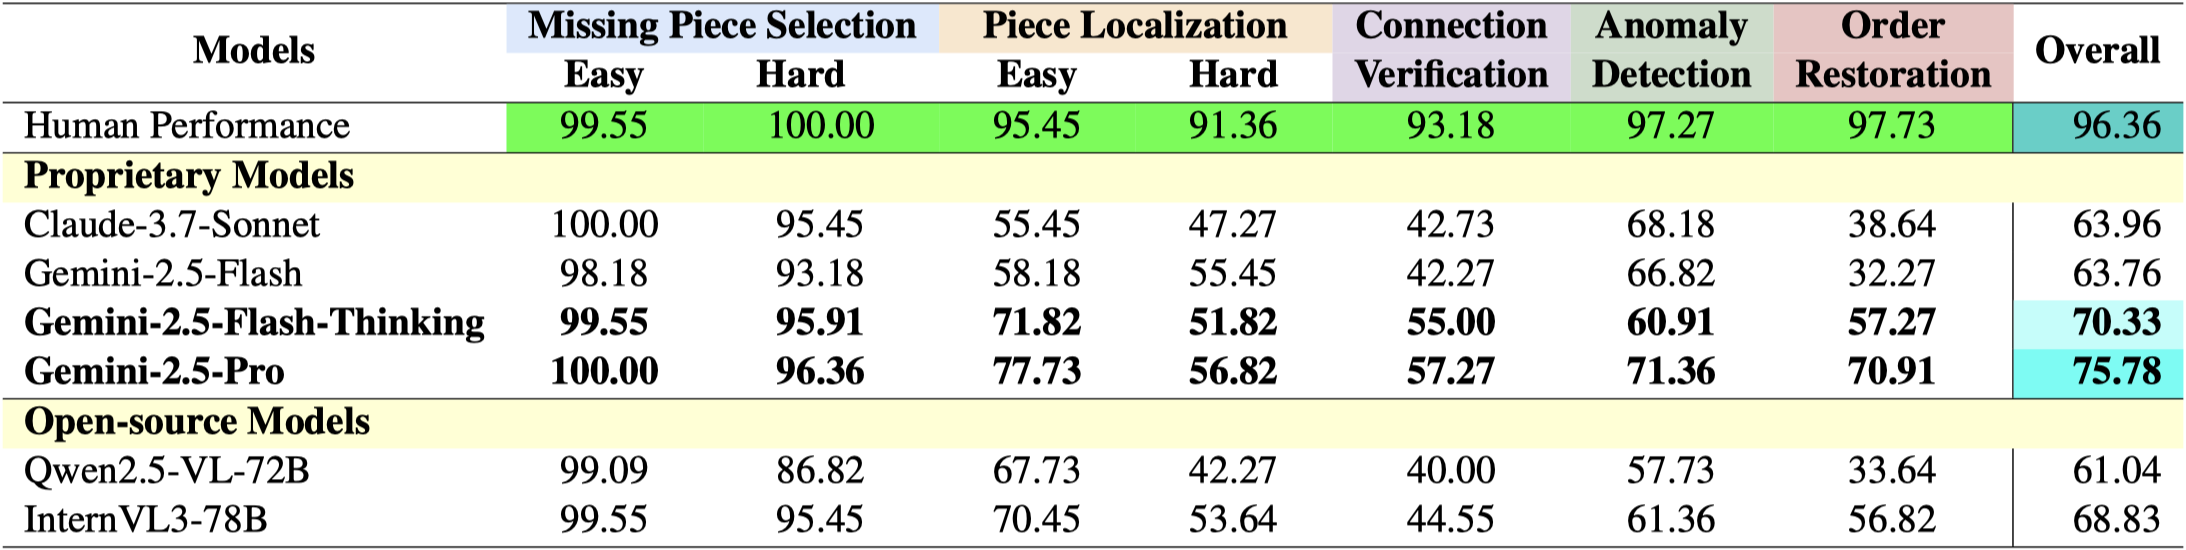 Models Missing Piece Selection Piece Localization Connection Verification Anomaly Detection Order Restoration Overall
Easy Hard Easy Hard
Human Performance 99.55 100.00 95.45 91.36 93.18 97.27 97.73 96.36
Proprietary Models
Claude-3.7-Sonnet 100.00 95.45 55.45 47.27 42.73 68.18 38.64 63.96
Gemini-2.5-Flash 98.18 93.18 58.18 55.45 42.27 66.82 32.27 63.76
Gemini-2.5-Flash-Thinking 99.55 95.91 71.82 51.82 55.00 60.91 57.27 70.33
Gemini-2.5-Pro 100.00 96.36 77.73 56.82 57.27 71.36 70.91 75.78
Open-source Models
Qwen2.5-VL-72B 99.09 86.82 67.73 42.27 40.00 57.73 33.64 61.04
InternVL3-78B 99.55 95.45 70.45 53.64 44.55 61.36 56.82 68.83